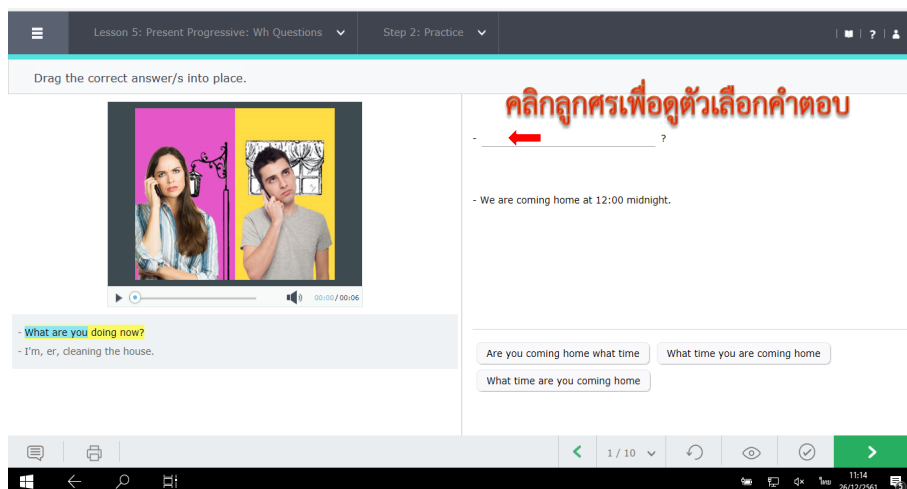 Lesson 5: Present Progressive: Wh Questions
Step 2: Practice
?
Drag the correct answer/s into place.
คลิกลูกศรเพื่อดูตัวเลือกคำตอบ
- ?
- We are coming home at 12:00 midnight.
00:00/00:06
- What are you doing now?
- I'm, er, cleaning the house.
Are you coming home what time
What time you are coming home
What time are you coming home
1 / 10
ไทย
11:14
26/12/2561